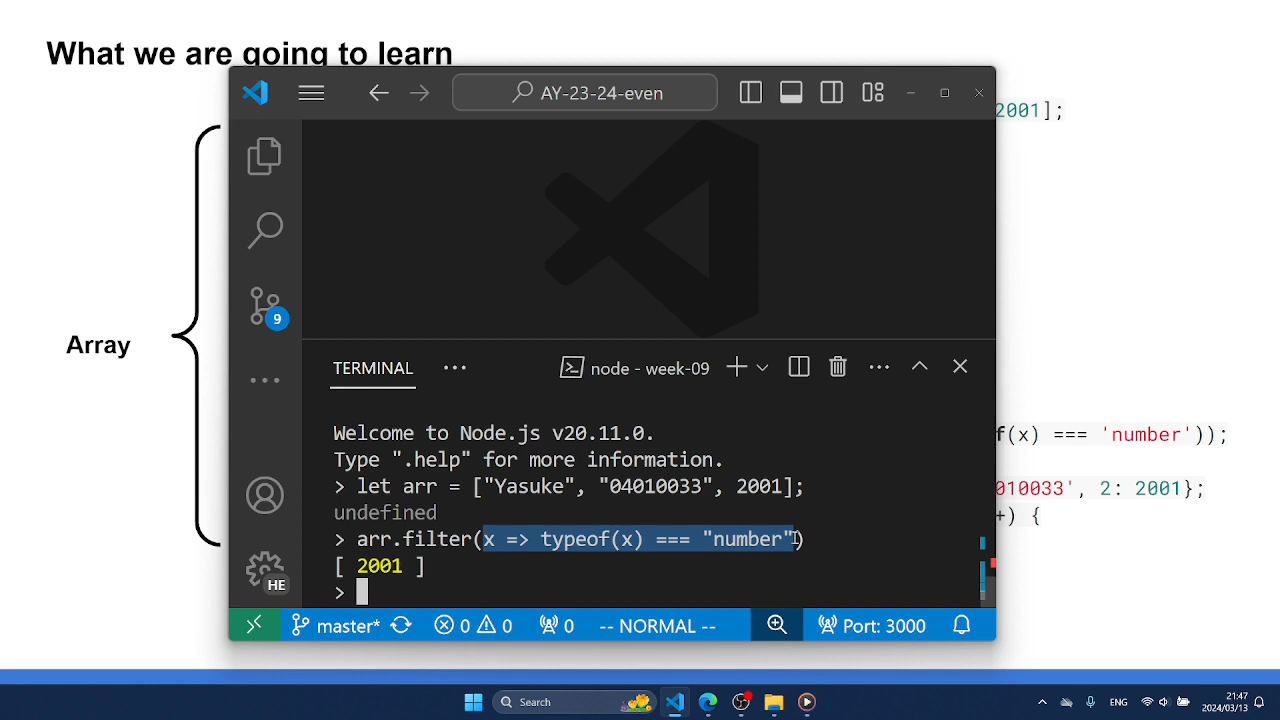 What we are going to learn
AY-23-24-even
2001];
9
Array
TERMINAL
node - week-09
Welcome to Node.js v20.11.0.
Type ".help" for more information.
> let arr = ["Yasuke", "04010033", 2001];
undefined
> arr.filter(x => typeof(x) === "number")
[ 2001 ]
>
f(x) === 'number'));
010033', 2: 2001};
+) {
HE
master*
0
0
0
-- NORMAL --
Port: 3000
Search
ENG
21:47
2024/03/13